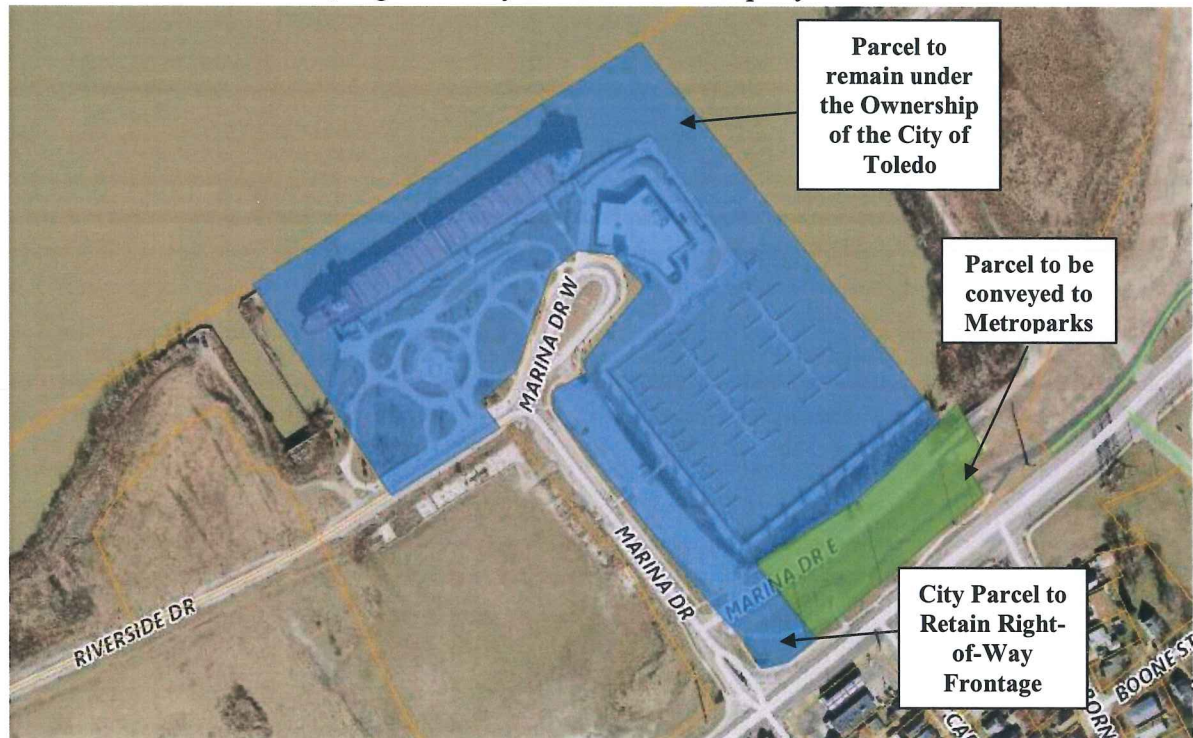 Parcel to
remain under
the Ownership
of the City of
Toledo
Parcel to be
conveyed to
Metroparks
MARINA DR W
MARINA DR
MARINA DR E
RIVERSIDE DR
City Parcel to
Retain Right-
of-Way
Frontage
BOONE ST